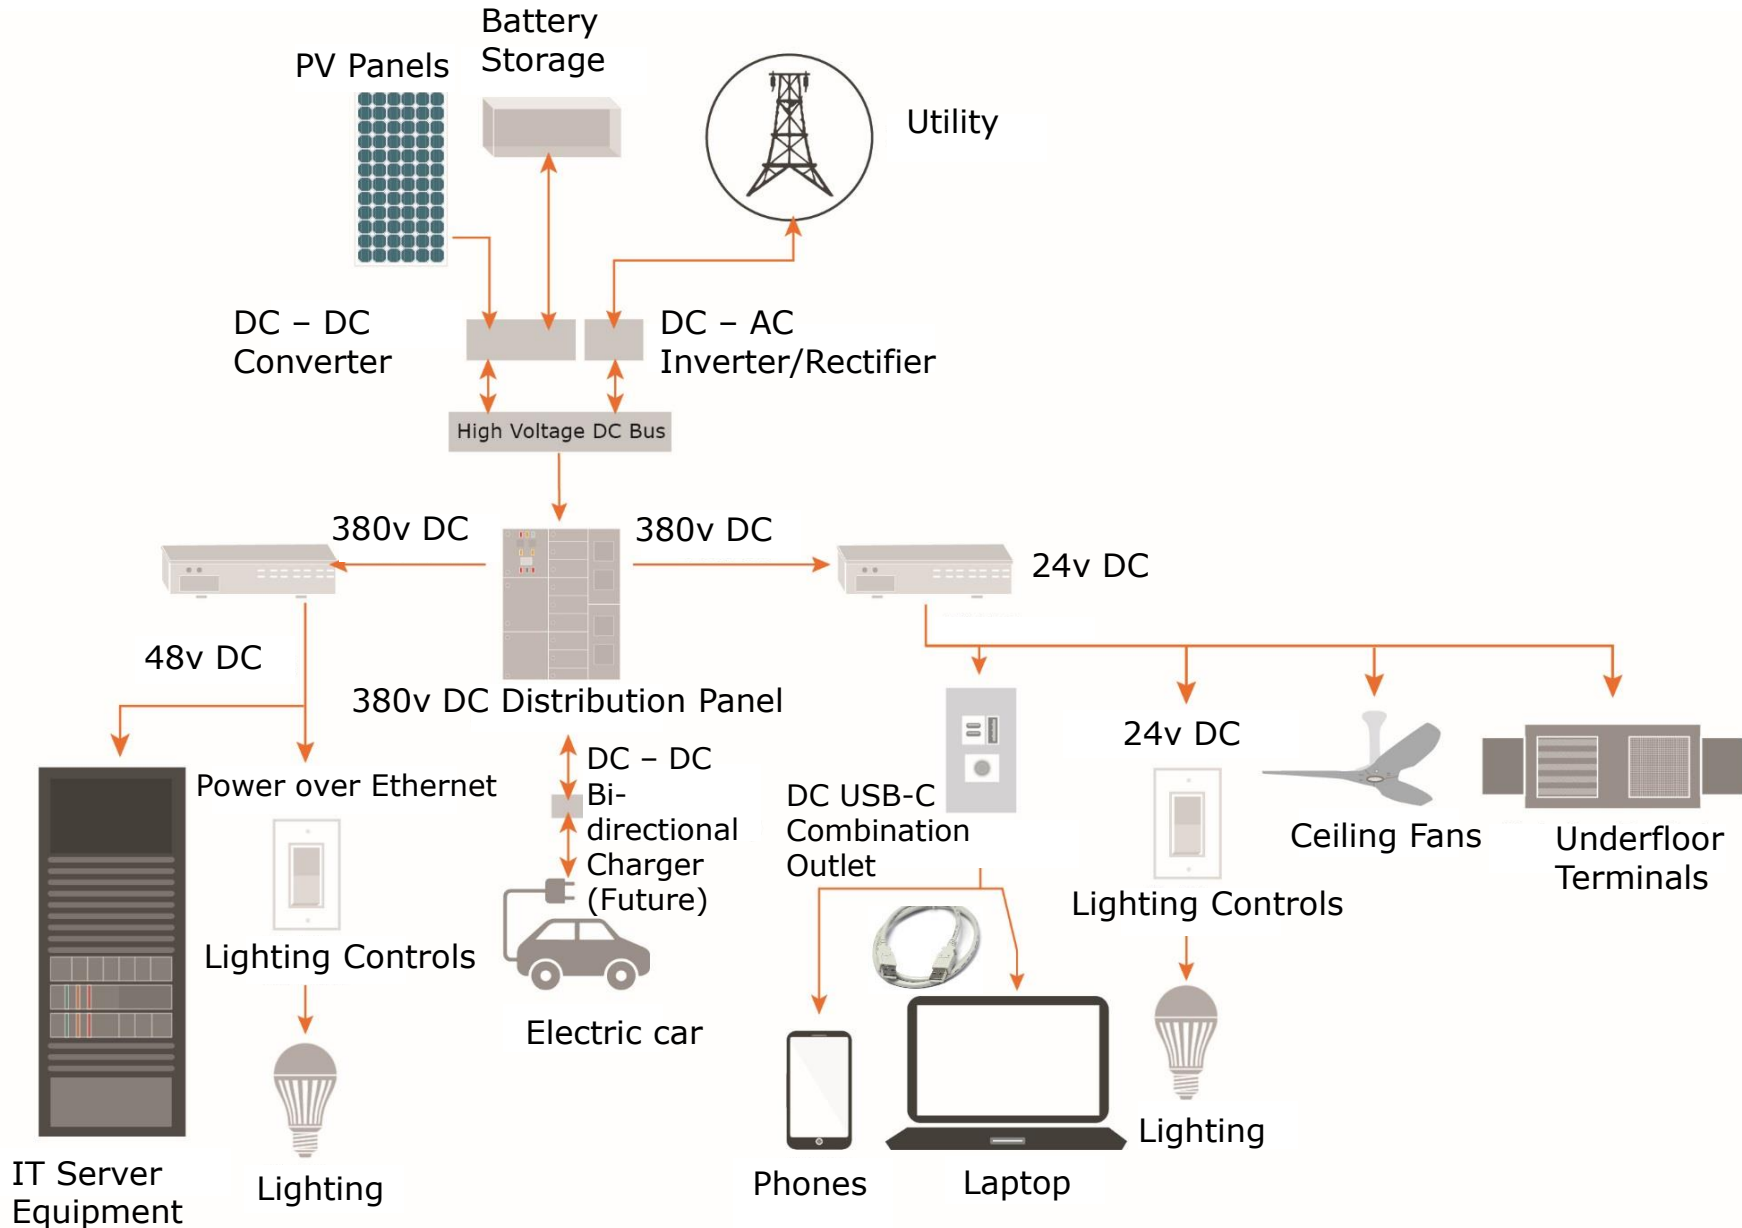 Battery
Storage
PV Panels
Utility
DC – DC
Converter
DC – AC
Inverter/Rectifier
High Voltage DC Bus
380v DC
380v DC
24v DC
48v DC
380v DC Distribution Panel
24v DC
Power over Ethernet
DC – DC
Bi-
directional
Charger
(Future)
DC USB-C
Combination
Outlet
Ceiling Fans
Underfloor
Terminals
Lighting Controls
Lighting Controls
Electric car
Lighting
IT Server
Equipment
Lighting
Phones
Laptop